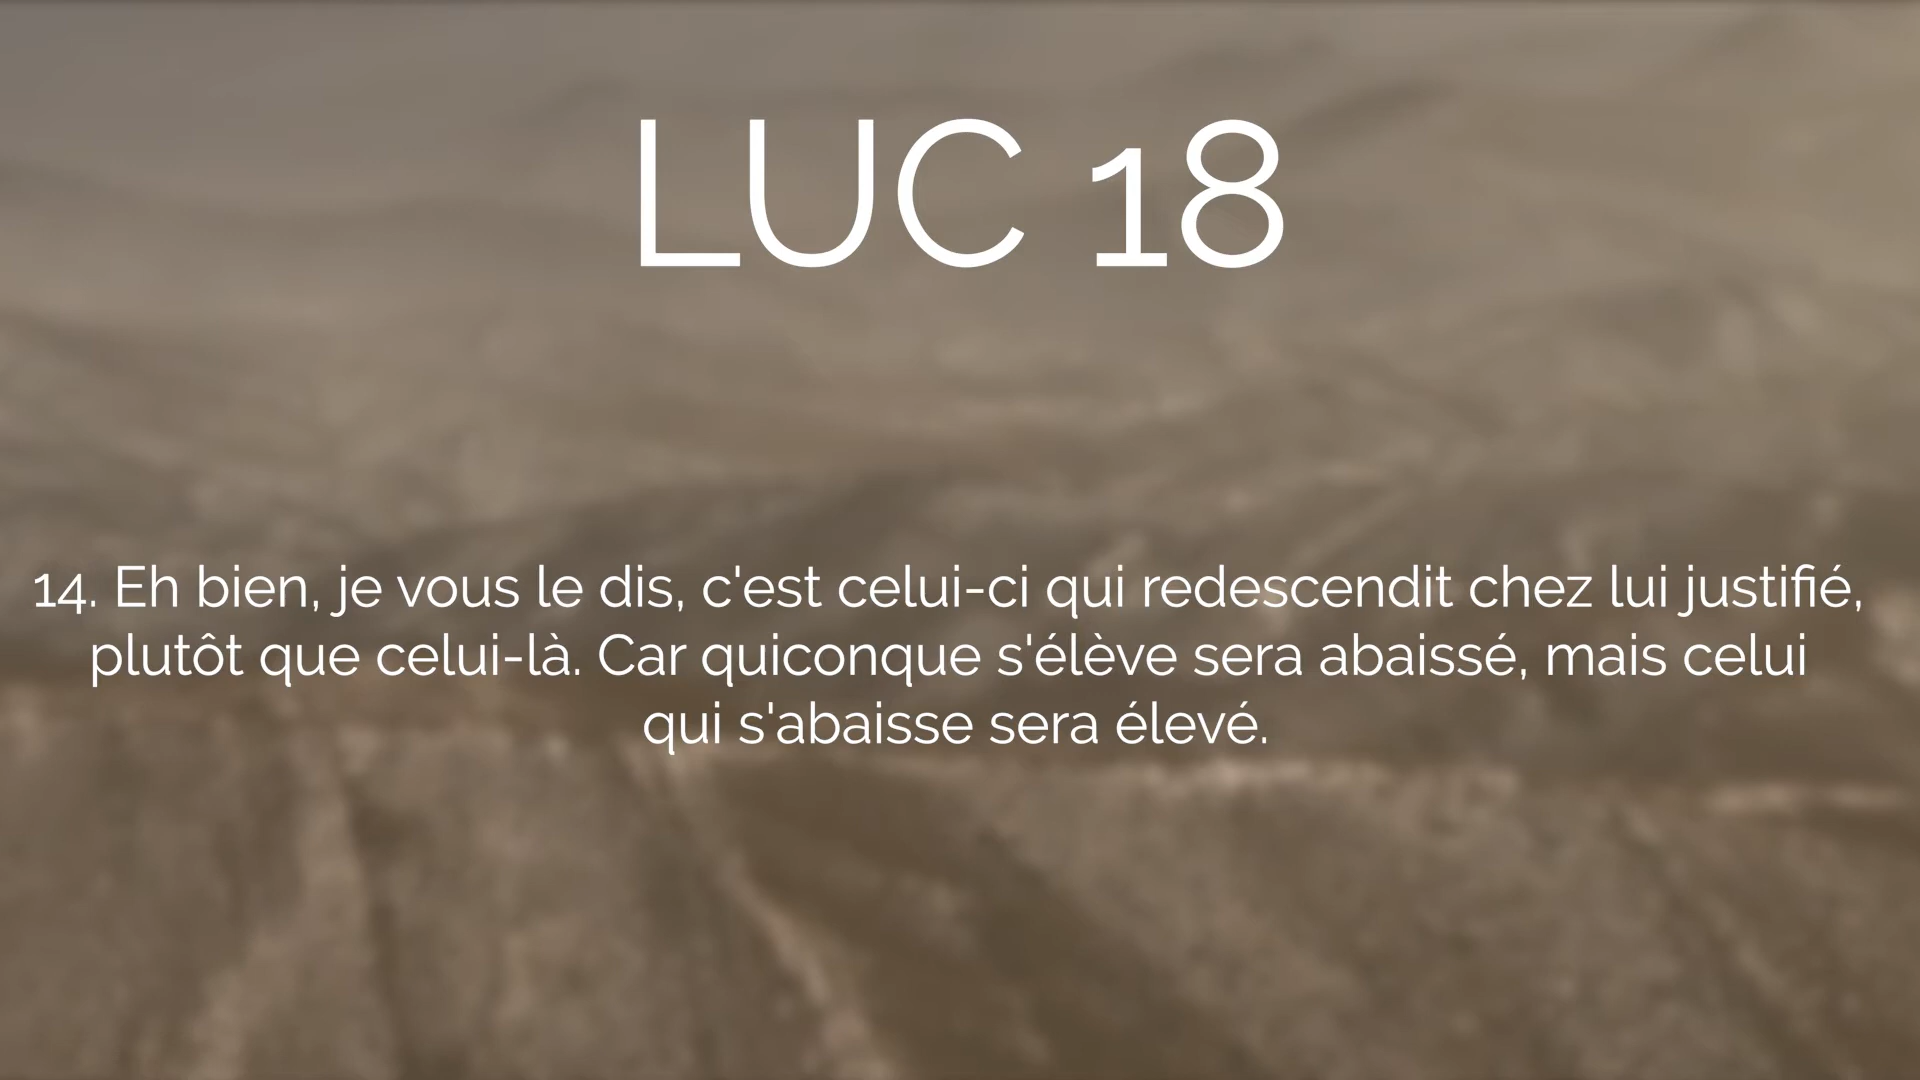 LUC 18
14. Eh bien, je vous le dis, c'est celui-ci qui redescendit chez lui justifié,
plutôt que celui-là. Car quiconque s'élève sera abaissé, mais celui
qui s'abaisse sera élevé.